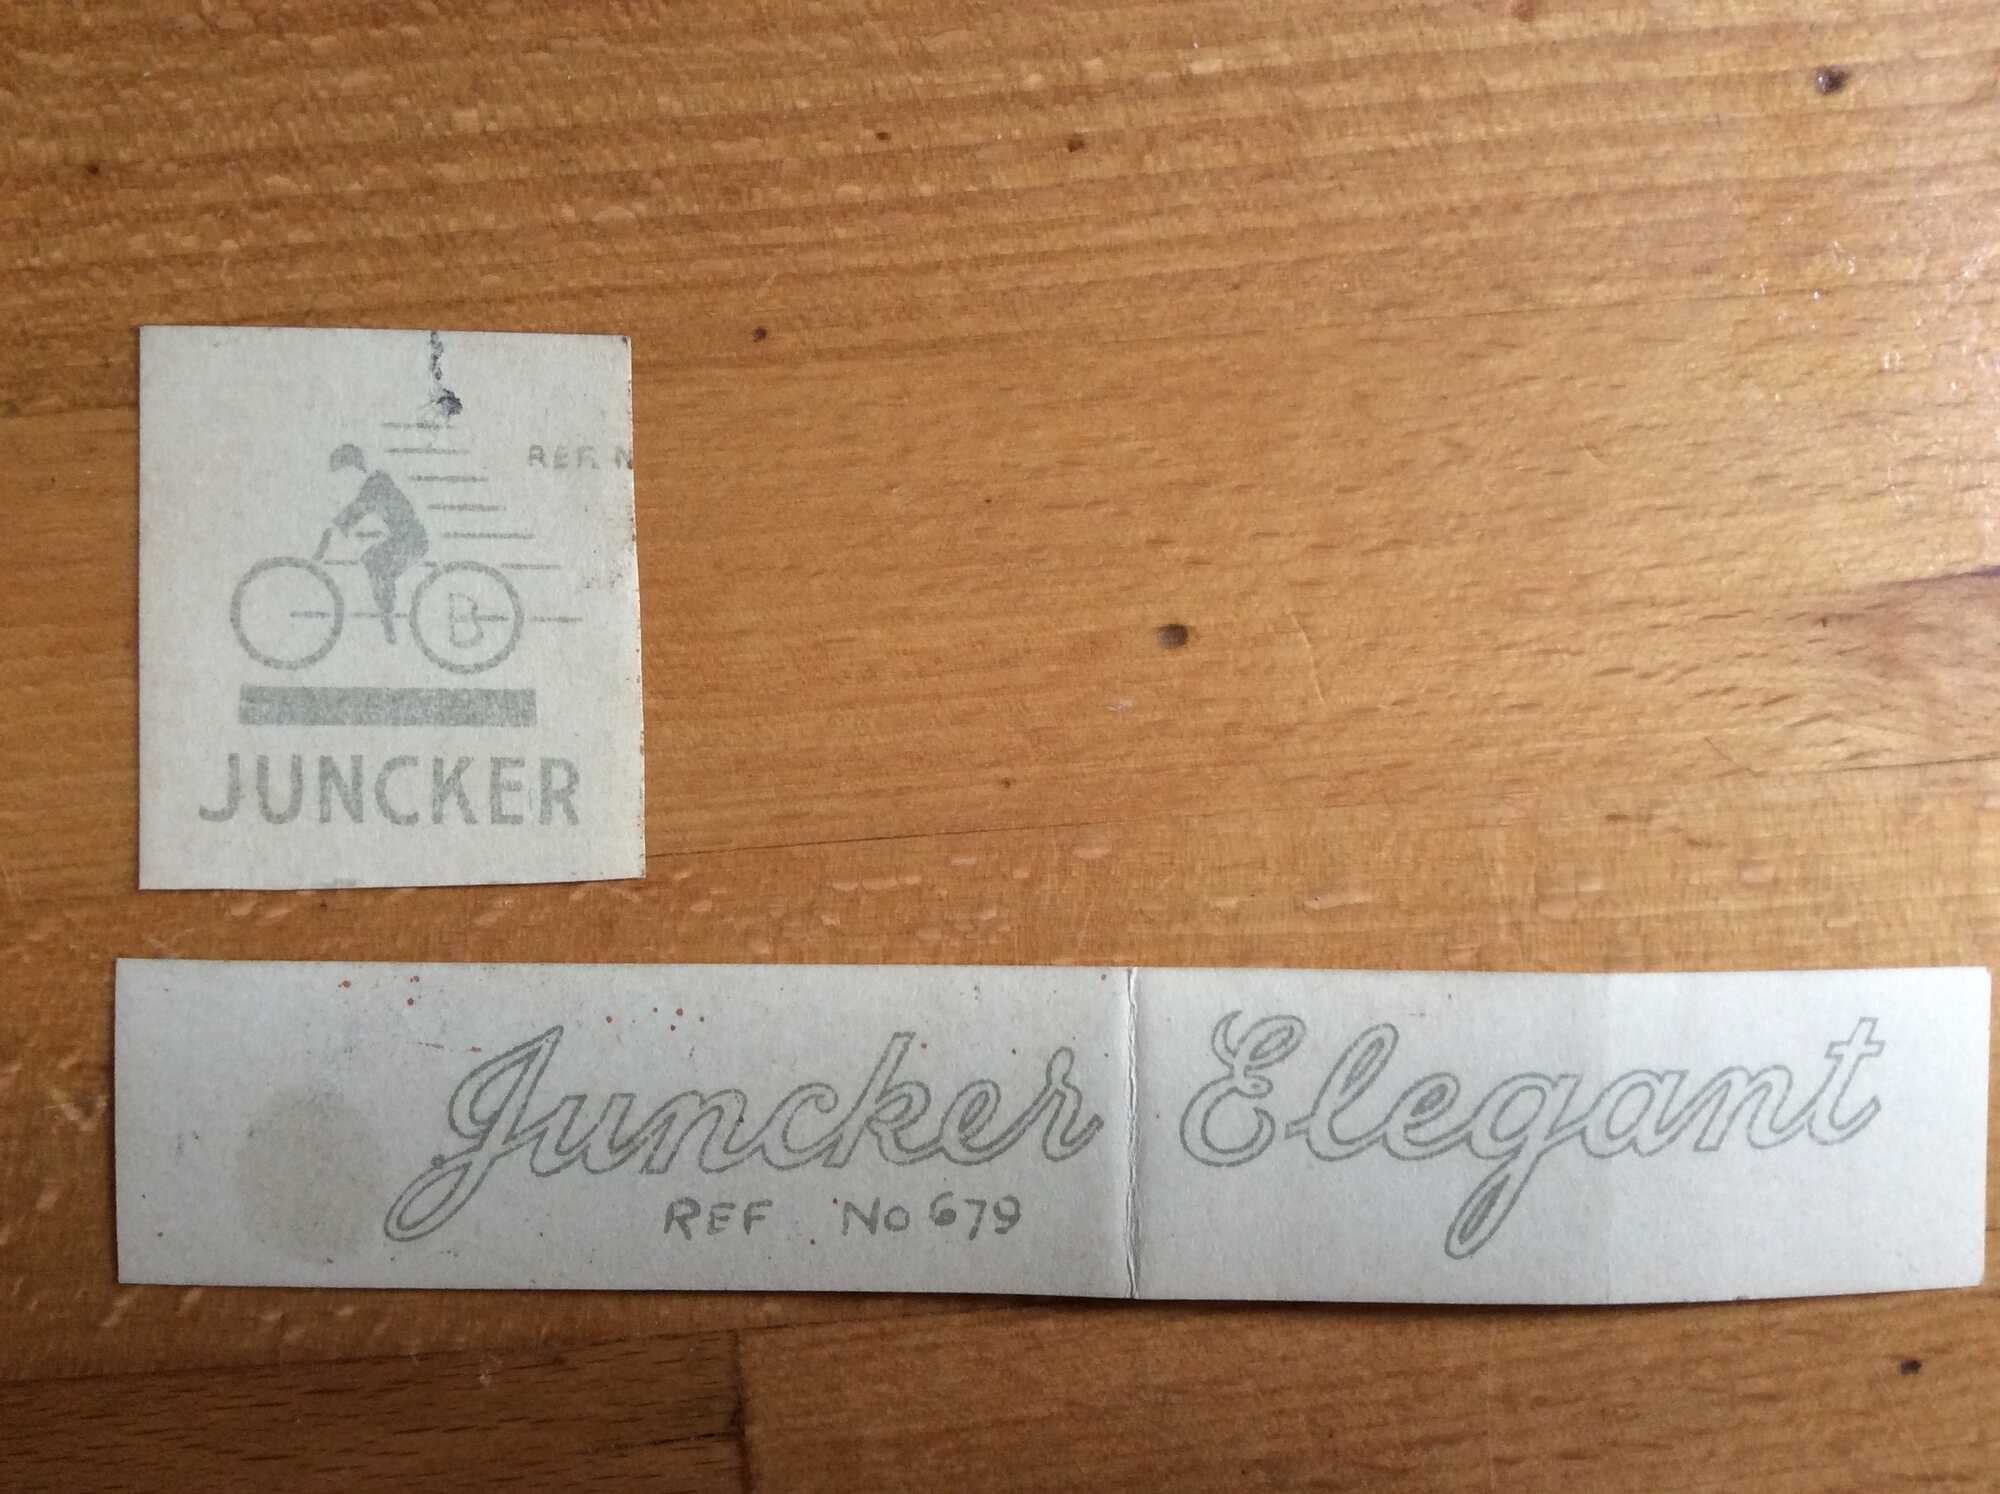 REF. N
B
JUNCKER
Juncker Elegant
REF No 679